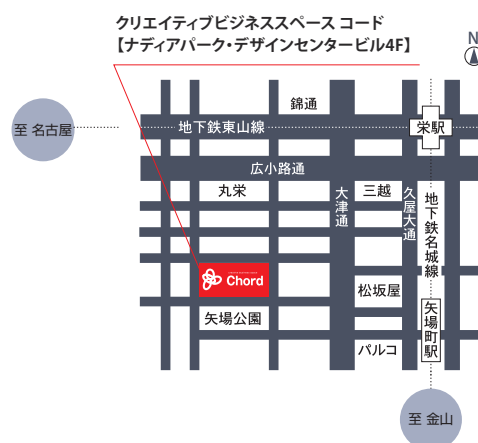 クリエイティブビジネススペース コード
【ナディアパーク・デザインセンタービル4F】
N
錦通
至 名古屋
地下鉄東山線
栄駅
広小路通
丸栄
大津通
三越
久屋大通
地下鉄名城線
Chord
松坂屋
矢場公園
矢場町駅
パルコ
至 金山